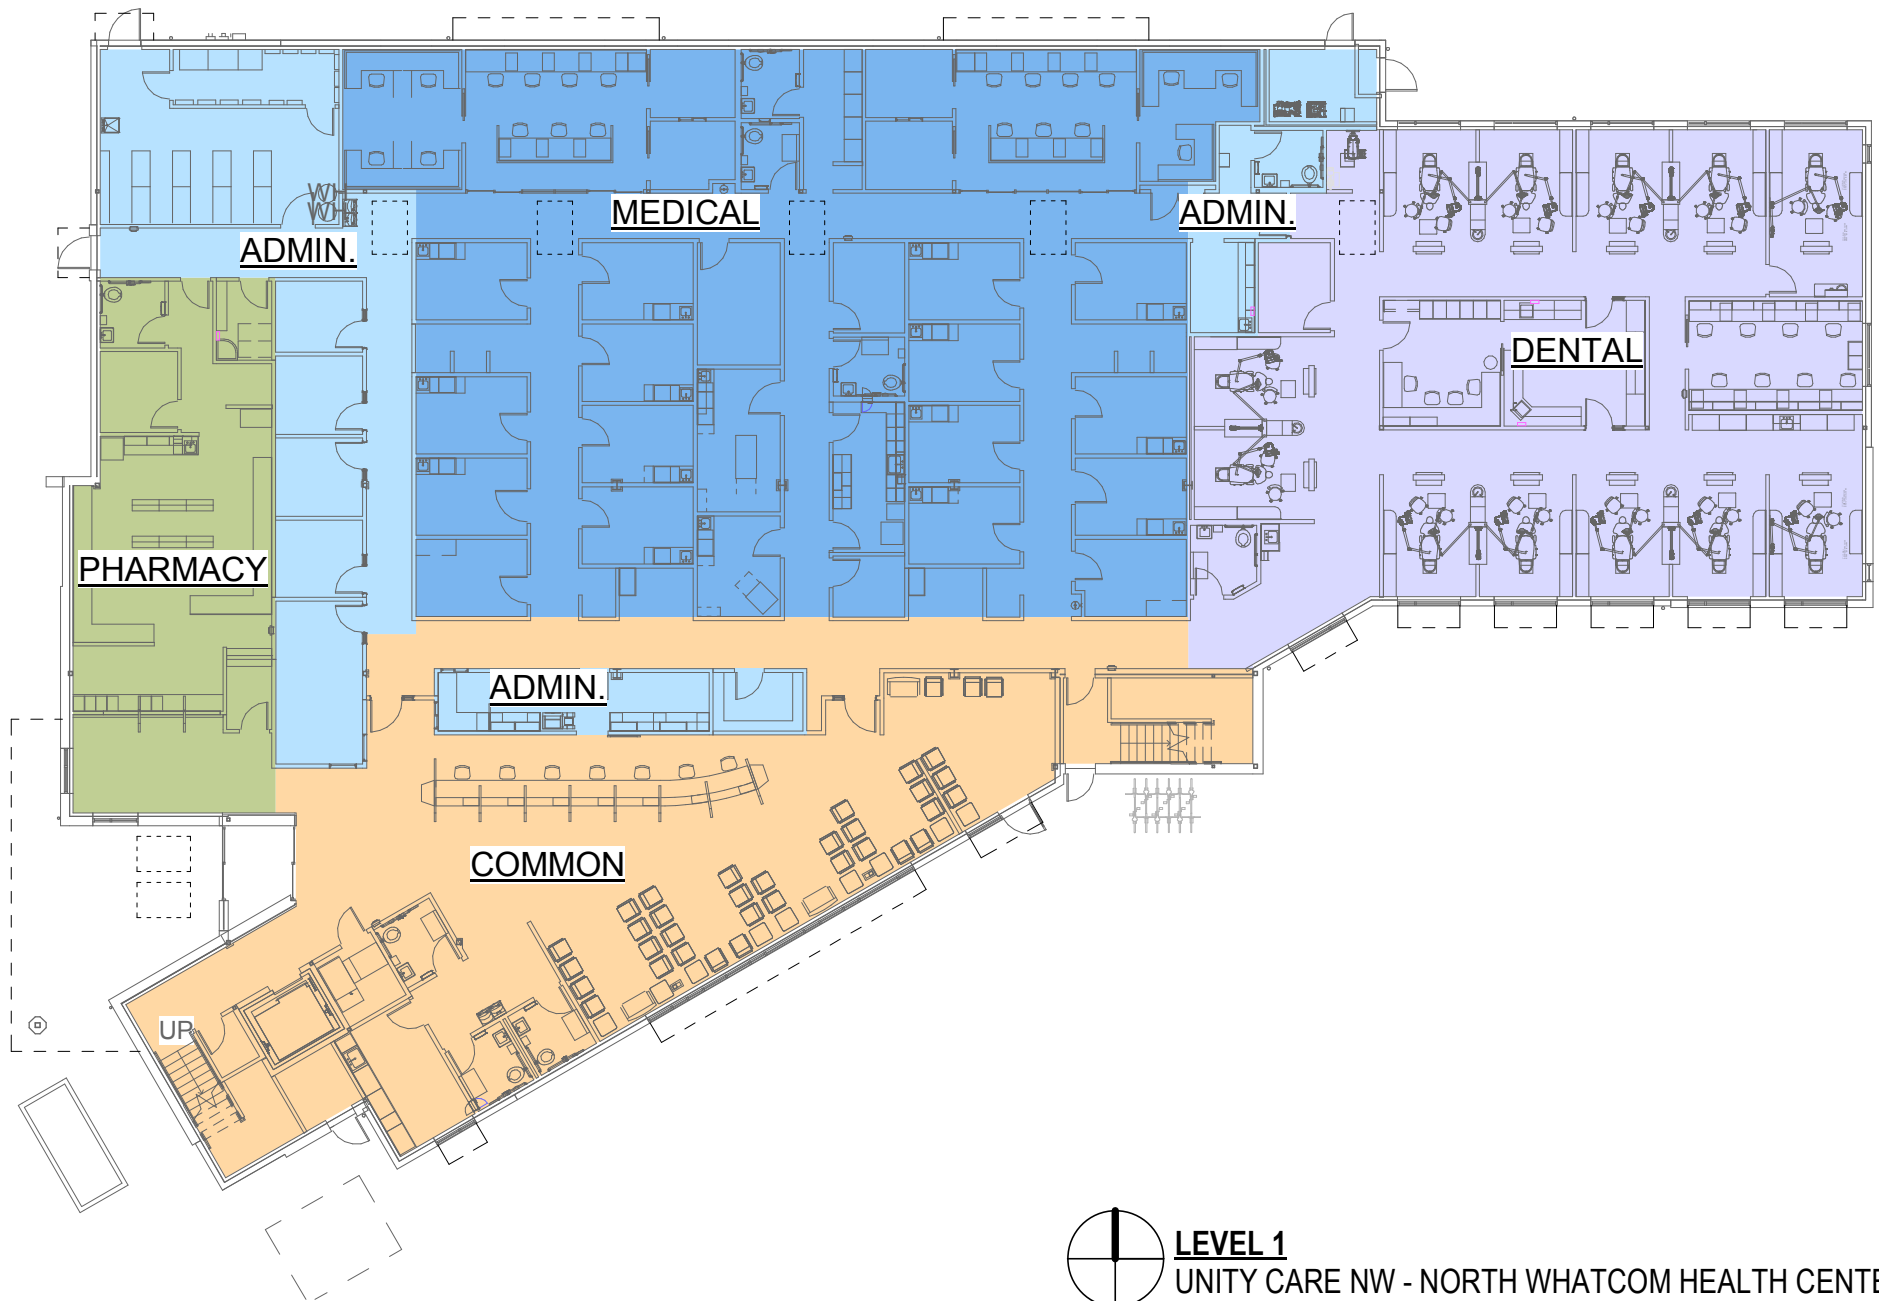 MEDICAL
ADMIN.
ADMIN.
DENTAL
PHARMACY
ADMIN.
COMMON
UP
LEVEL 1
UNITY CARE NW - NORTH WHATCOM HEALTH CENTE